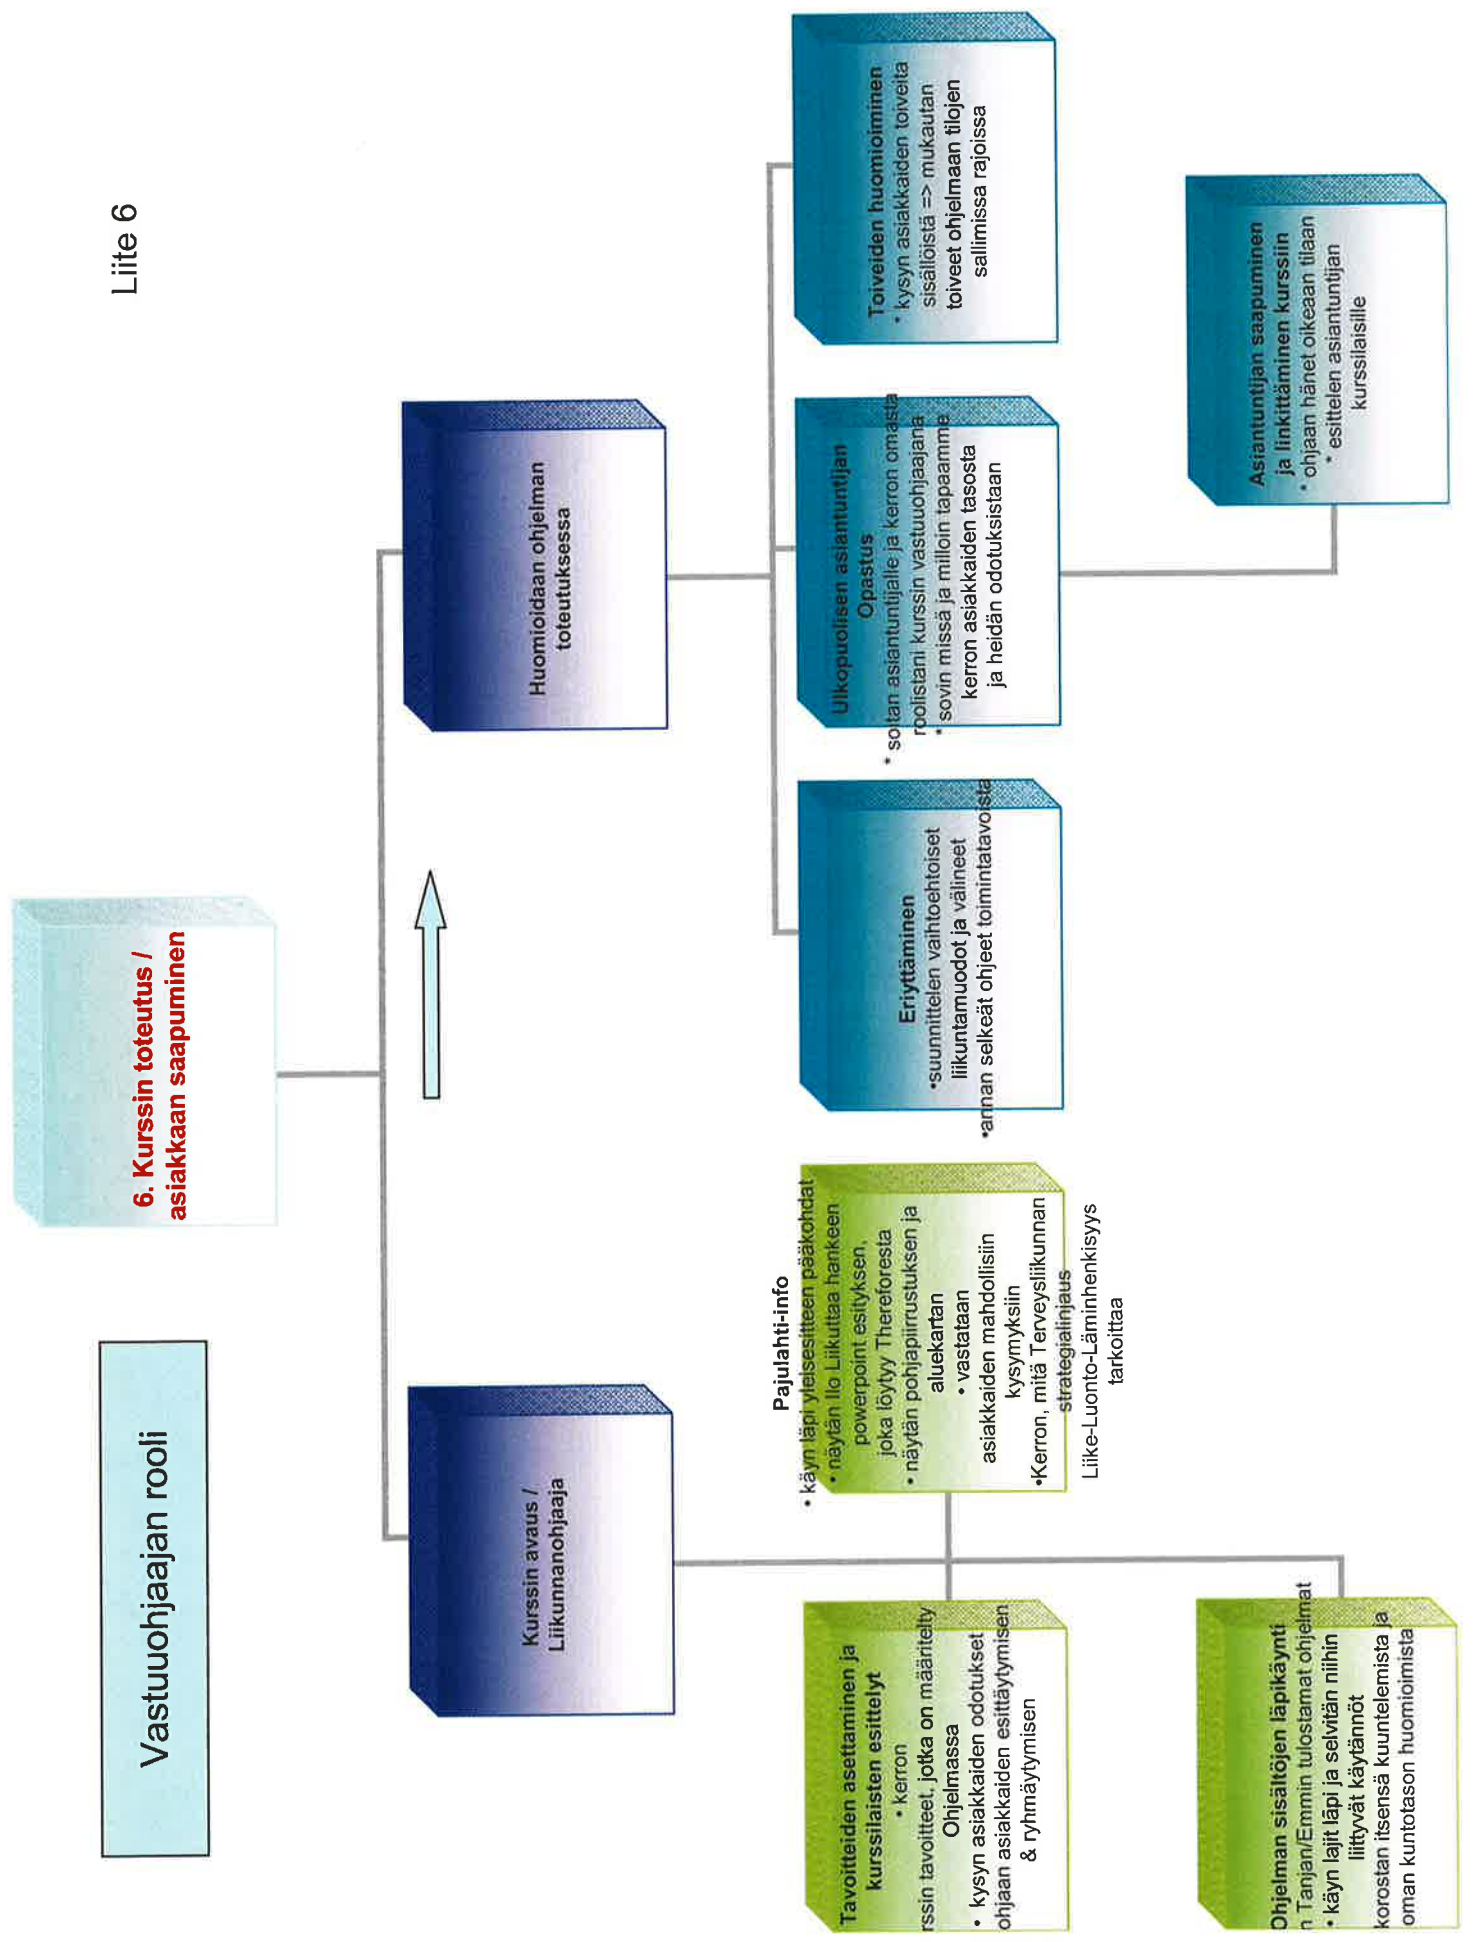 Liite 6
Vastuuohjaajan rooli
6. Kurssin toteutus /
asiakkaan saapuminen
Kurssin avaus /
Liikunnanohjaaja
Huomioidaan ohjelman
toteutuksessa
Tavoitteiden asettaminen ja
kurssilaisten esittelyt
• kerron
rssin tavoitteet, jotka on määritelty
Ohjelmassa
• kysyn asiakkaiden odotukset
ohjaan asiakkaiden esittäytymisen
& ryhmäytymisen
Pajulahti-info
• käyn läpi yleisesitteen pääkohdat
• näytän Ilo Liikuttaa hankeen
powerpoint esityksen,
joka löytyy Thereforesta
• näytän pohjapiirrustuksen ja
aluekartan
• vastataan
asiakkaiden mahdollisiin
kysymyksiin
•Kerron, mitä Terveysliikunnan
strategialinjaus
Liike-Luonto-Läminhenkisyys
tarkoittaa
Eriyttäminen
•suunnittelen vaihtoehtoiset
liikuntamuodot ja välineet
•annan selkeät ohjeet toimintatavoista
Ulkopuolisen asiantuntijan
Opastus
* soitan asiantuntijalle ja kerron omasta
roolistani kurssin vastuuohjaajana
* sovin missä ja milloin tapaamme
kerron asiakkaiden tasosta
ja heidän odotuksistaan
Toiveiden huomioiminen
* kysyn asiakkaiden toiveita
sisällöistä => mukautan
toiveet ohjelmaan tilojen
sallimissa rajoissa
Ohjelman sisältöjen läpikäynti
n Tanjan/Emmin tulostamat ohjelmat
• käyn lajit läpi ja selvitän niihin
liittyvät käytännöt
korostan itsensä kuuntelemista ja
oman kuntotason huomioimista
Asiantuntijan saapuminen
ja linkittäminen kurssiin
* ohjaan hänet oikeaan tilaan
* esittelen asiantuntijan
kurssilaisille